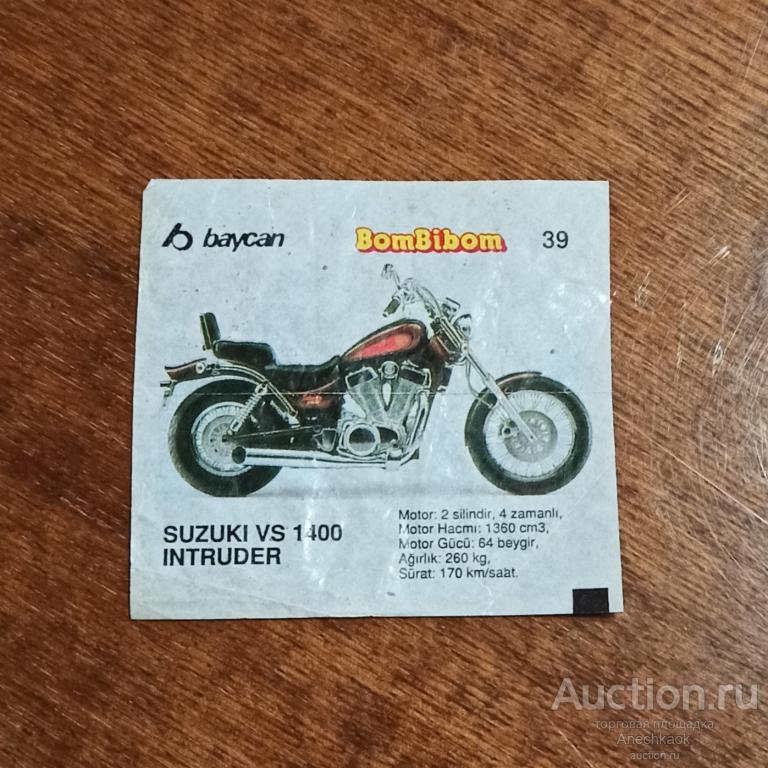 baycan
BomBibom
39
SUZUKI VS 1400
INTRUDER
Motor: 2 silindir, 4 zamanlı,
Motor Hacmı: 1360 cm3,
Motor Gücü: 64 beygir,
Ağırlık: 260 kg,
Sürat: 170 km/saat.
Auction.ru
торговая площадка
Anechkaok
auction.ru